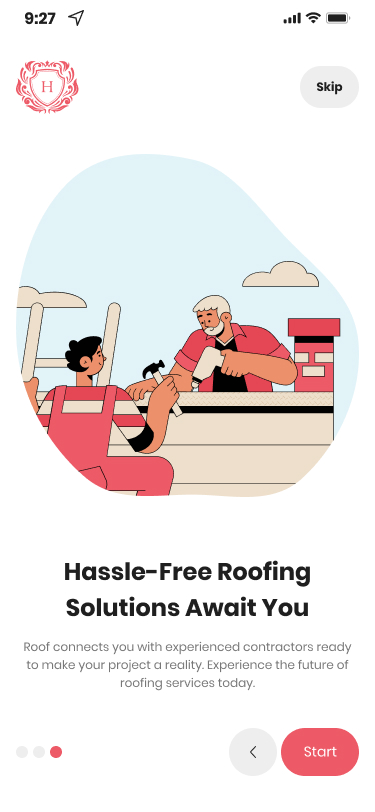 9:27
H
Skip
Hassle-Free Roofing
Solutions Await You
Roof connects you with experienced contractors ready
to make your project a reality. Experience the future of
roofing services today.
Start